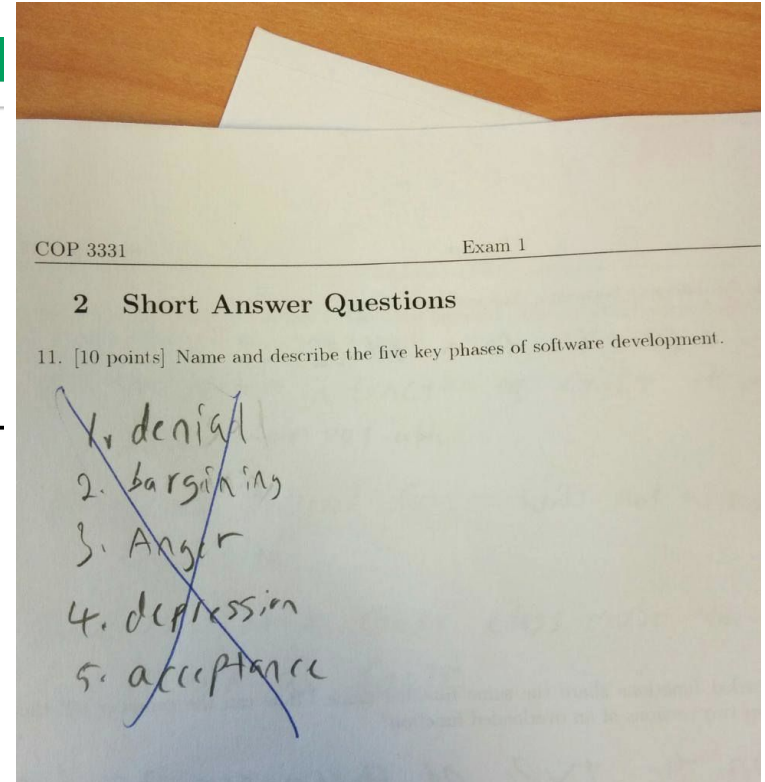 COP 3331 Exam 1
2 Short Answer Questions
11. [10 points] Name and describe the five key phases of software development.
1. denial
2. bargining
3. Anger
4. depression
5. acceptance